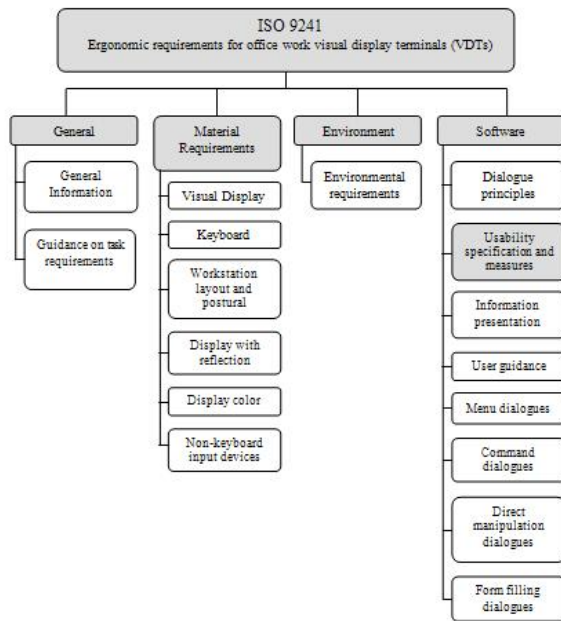 ISO 9241
Ergonomic requirements for office work visual display terminals (VDTs)
General
General
Information
Guidance on task
requirements
Material
Requirements
Visual Display
Keyboard
Workstation
layout and
postural
Display with
reflection
Display color
Non-keyboard
input devices
Environment
Environmental
requirements
Software
Dialogue
principles
Usability
specification and
measures
Information
presentation
User guidance
Menu dialogues
Command
dialogues
Direct
manipulation
dialogues
Form filling
dialogues